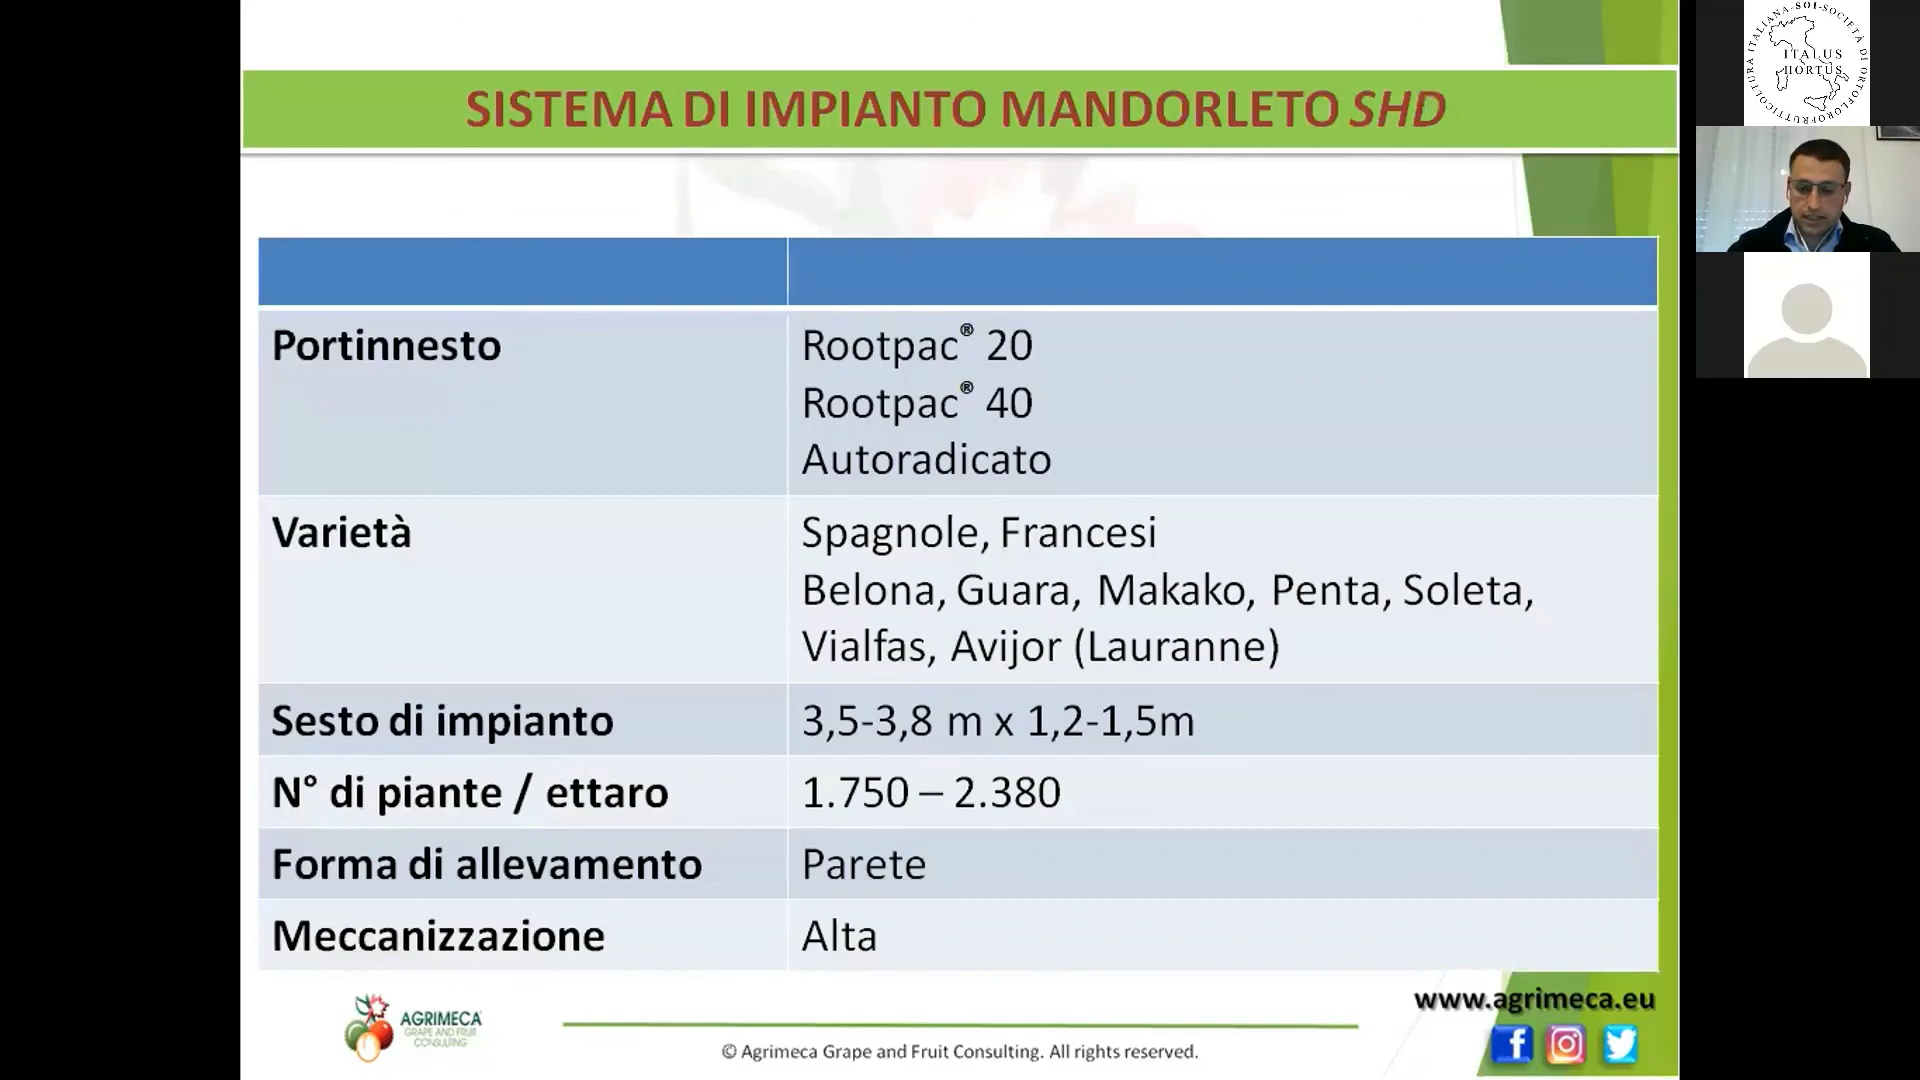 SISTEMA DI IMPIANTO MANDORLETO SHD
Portinnesto
Rootpac® 20
Rootpac® 40
Autoradicato
Varietà
Spagnole, Francesi
Belona, Guara, Makako, Penta, Soleta,
Vialfas, Avijor (Lauranne)
Sesto di impianto
3,5-3,8 m x 1,2-1,5m
N° di piante / ettaro
1.750 – 2.380
Forma di allevamento
Parete
Meccanizzazione
Alta
AGRIMECA
GRAPE AND FRUIT
CONSULTING
© Agrimeca Grape and Fruit Consulting. All rights reserved.
www.agrimeca.eu
ITALIANA-SOI-SOCIETÀ DI ORTOFLOROFRUTTICOLTURA
ITALUS
HORTUS